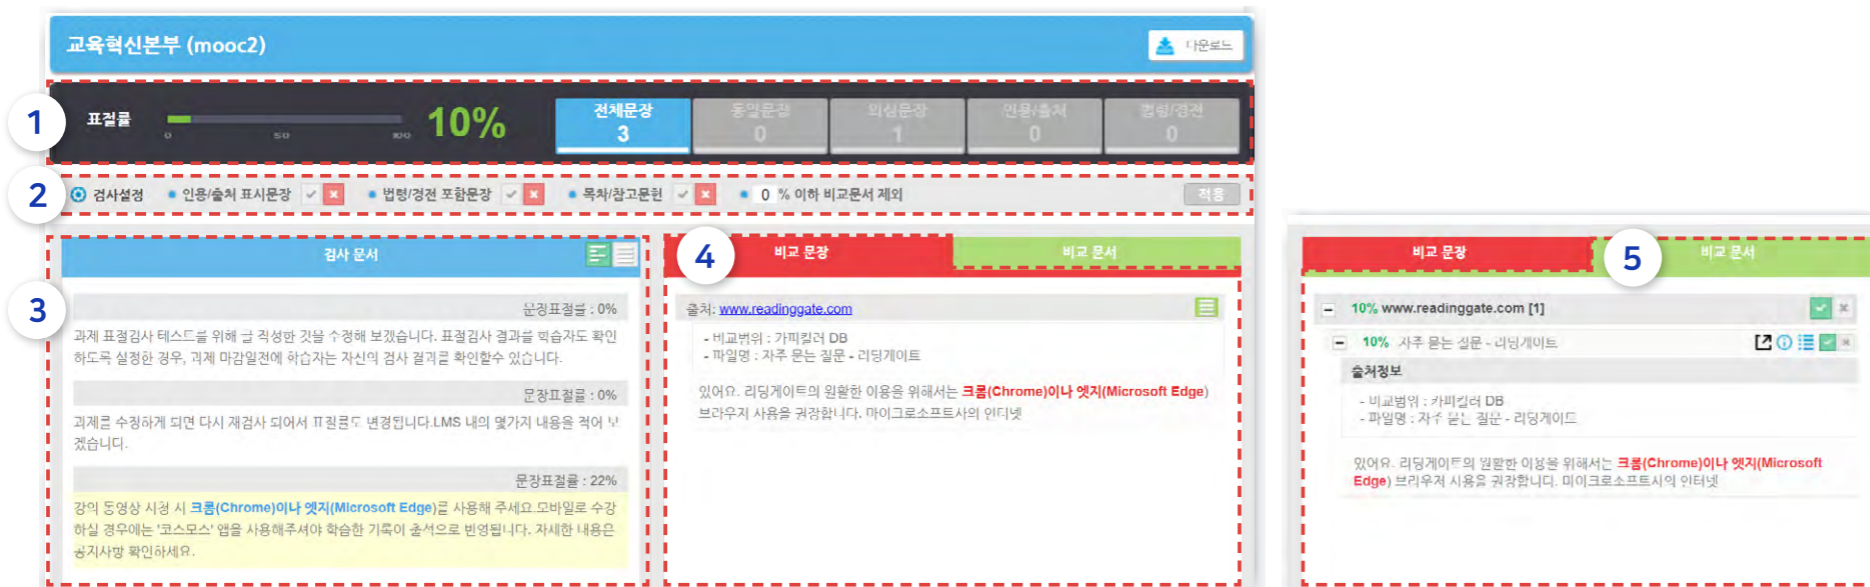 교육혁신본부 (mooc2)
다운로드
1
표절률
0
50
100
10%
전체문장
3
동일문장
0
의심문장
1
인용/출처
0
법령/경전
0
2
검사설정
인용/출처 표시문장
법령/경전 포함문장
목차/참고문헌
0 % 이하 비교문서 제외
적용
3
검사 문서
문장표절률 : 0%
과제 표절검사 테스트를 위해 글 작성한 것을 수정해 보겠습니다. 표절검사 결과를 학습자도 확인
하도록 설정한 경우, 과제 마감일전에 학습자는 자신의 검사 결과를 확인할수 있습니다.
문장표절률 : 0%
과제를 수정하게 되면 다시 재검사 되어서 표절률도 변경됩니다.LMS 내의 몇가지 내용을 적어 보
겠습니다.
문장표절률 : 22%
강의 동영상 시청 시 크롬(Chrome)이나 엣지(Microsoft Edge)를 사용해 주세요.모바일로 수강
하실 경우에는 '코스모스' 앱을 사용해주셔야 학습한 기록이 출석으로 반영됩니다. 자세한 내용은
공지사항 확인하세요.
4
비교 문장
비교 문서
출처: www.readinggate.com
- 비교범위 : 카피킬러 DB
- 파일명 : 자주 묻는 질문 - 리딩게이트
있어요. 리딩게이트의 원활한 이용을 위해서는 크롬(Chrome)이나 엣지(Microsoft Edge)
브라우저 사용을 권장합니다. 마이크로소프트사의 인터넷
비교 문장
5
비교 문서
10% www.readinggate.com [1]
10% 자주 묻는 질문 - 리딩게이트
출처정보
- 비교범위 : 카피킬러 DB
- 파일명 : 자주 묻는 질문 - 리딩게이트
있어요. 리딩게이트의 원활한 이용을 위해서는 크롬(Chrome)이나 엣지(Microsoft
Edge) 브라우저 사용을 권장합니다. 마이크로소프트사의 인터넷